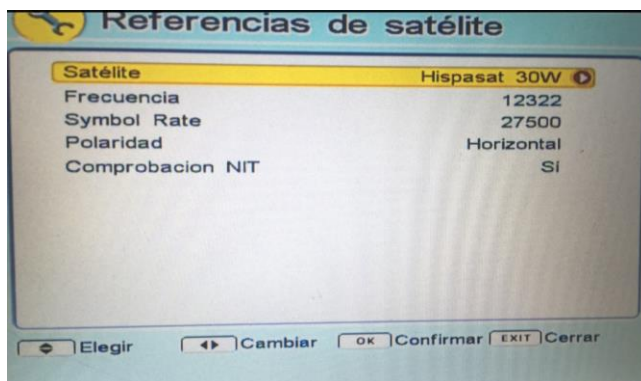 Referencias de satélite
Satélite Hispasat 30W
Frecuencia 12322
Symbol Rate 27500
Polaridad Horizontal
Comprobacion NIT Sí
Elegir Cambiar OK Confirmar EXIT Cerrar